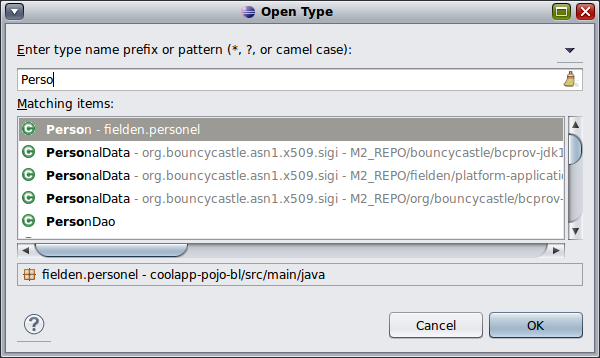 Open Type
Enter type name prefix or pattern (*, ?, or camel case):
Perso
Matching items:
Person - fielden.personel
PersonalData - org.bouncycastle.asn1.x509.sigi - M2_REPO/bouncycastle/bcprov-jdk1
PersonalData - org.bouncycastle.asn1.x509.sigi - M2_REPO/fielden/platform-applicatio
PersonalData - org.bouncycastle.asn1.x509.sigi - M2_REPO/org/bouncycastle/bcprov-
PersonDao
fielden.personel - coolapp-pojo-bl/src/main/java
Cancel
OK